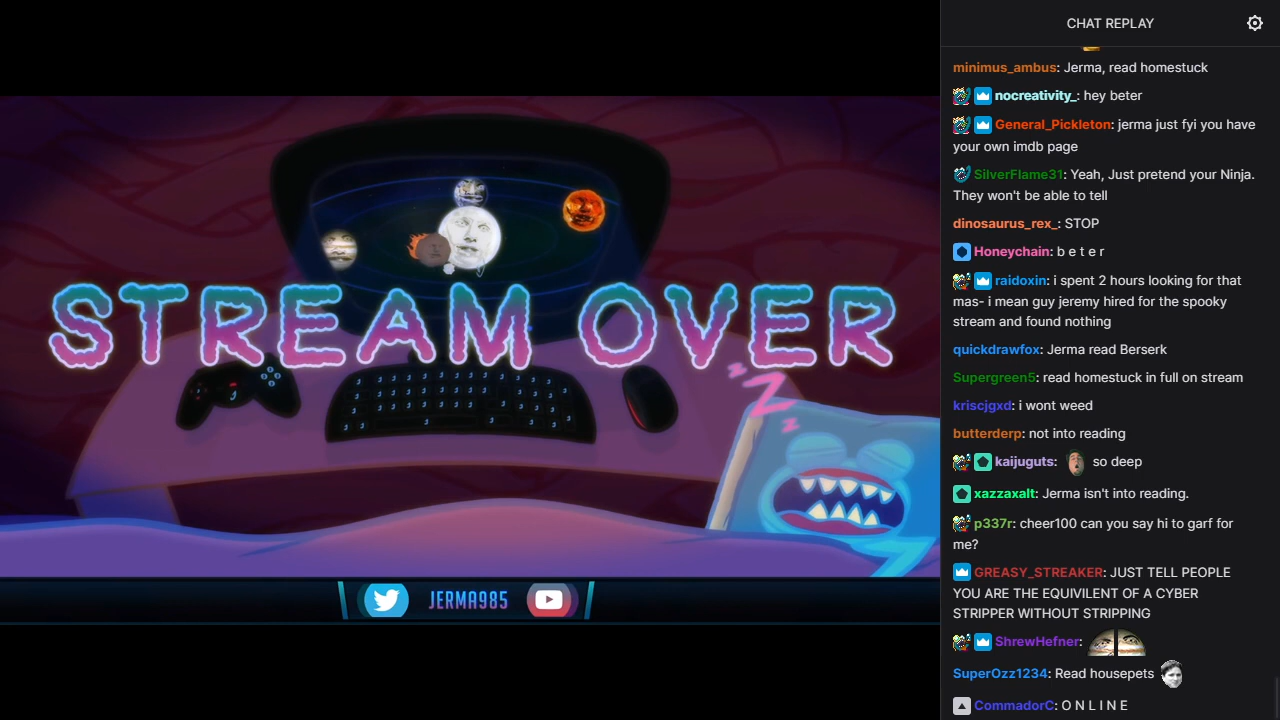 STREAM OVER
JERMA985
CHAT REPLAY
minimus_ambus: Jerma, read homestuck
nocreativity_: hey beter
General_Pickleton: jerma just fyi you have
your own imdb page
SilverFlame31: Yeah, Just pretend your Ninja.
They won't be able to tell
dinosaurus_rex_: STOP
Honeychain: b e t e r
raidoxin: i spent 2 hours looking for that
mas- i mean guy jeremy hired for the spooky
stream and found nothing
quickdrawfox: Jerma read Berserk
Supergreen5: read homestuck in full on stream
kriscjgxd: i wont weed
butterderp: not into reading
kaijuguts: so deep
xazzaxalt: Jerma isn't into reading.
p337r: cheer100 can you say hi to garf for
me?
GREASY_STREAKER: JUST TELL PEOPLE
YOU ARE THE EQUIVILENT OF A CYBER
STRIPPER WITHOUT STRIPPING
ShrewHefner:
SuperOzz1234: Read housepets
CommadorC: O N L I N E